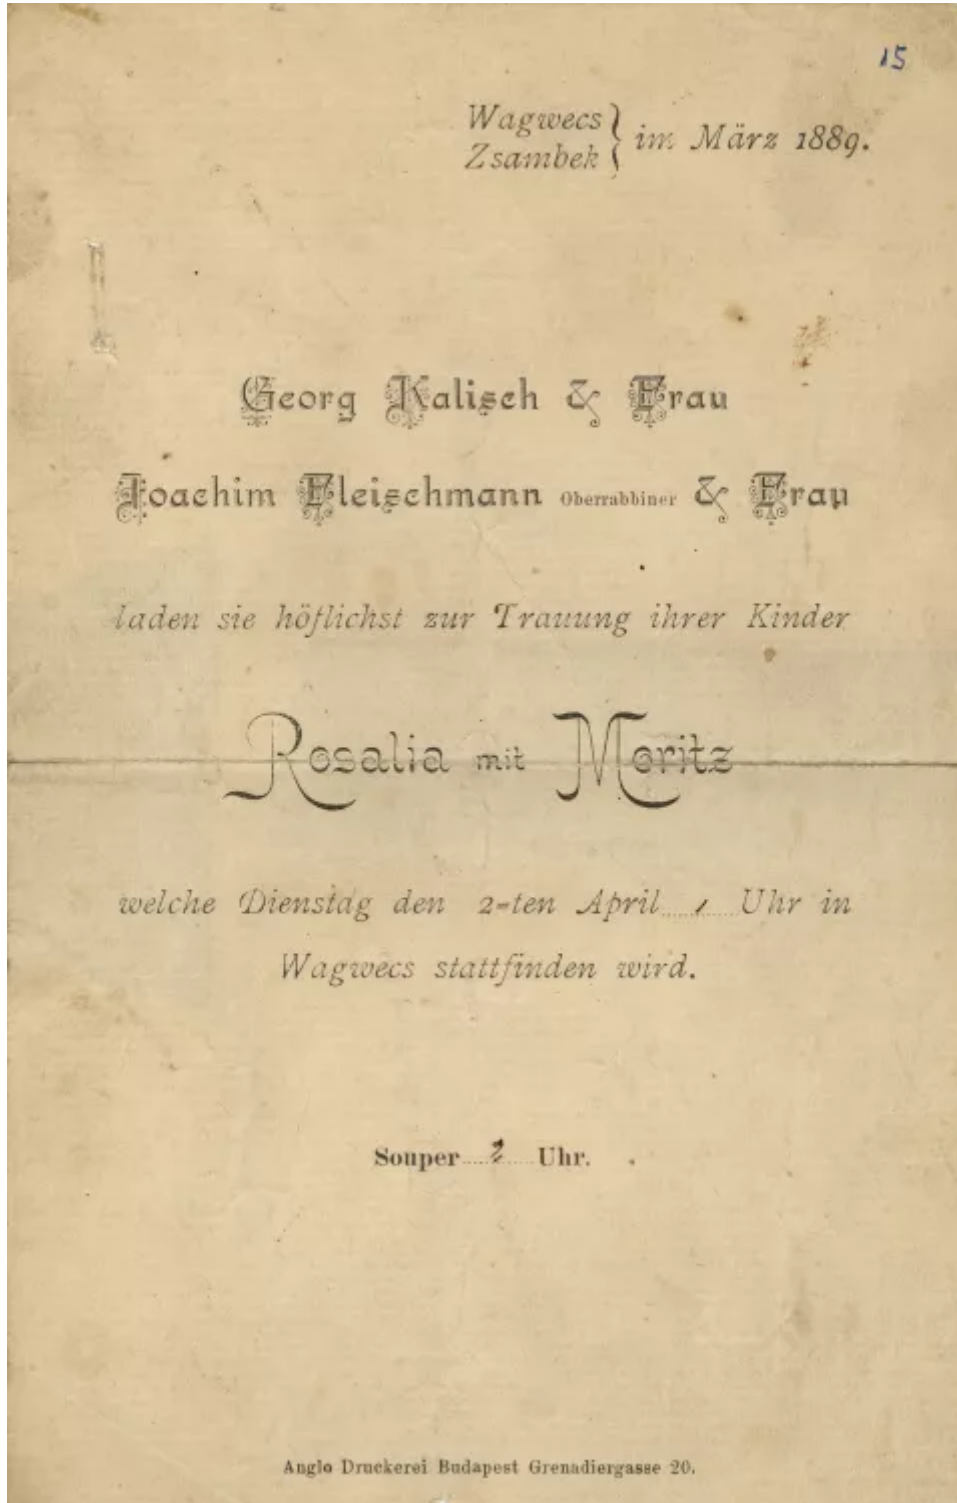 15
Wagwecs
Zsambek } im März 1889.
Georg Kalisch & Frau
Joachim Fleischmann Oberrabbiner & Frau
laden sie höflichst zur Trauung ihrer Kinder
Rosalia mit Moritz
welche Dienstag den 2-ten April 1 Uhr in
Wagwecs stattfinden wird.
Souper 2 Uhr.
Anglo Druckerei Budapest Grenadiergasse 20.